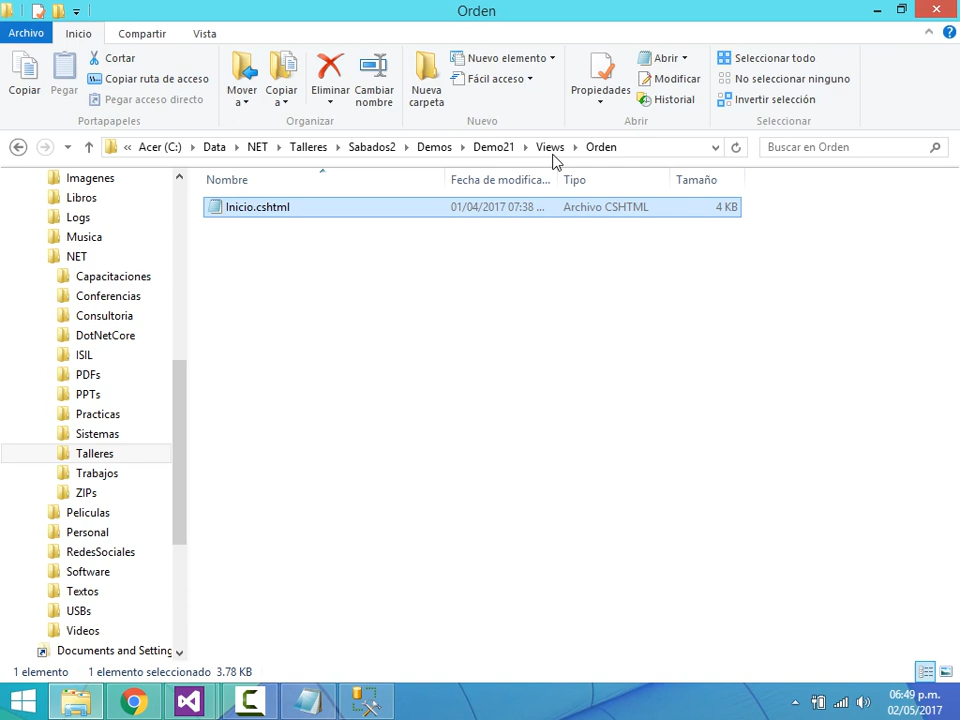 Orden
Archivo Inicio Compartir Vista
Copiar
Pegar
Cortar
Copiar ruta de acceso
Pegar acceso directo
Portapapeles
Mover a
Copiar a
Eliminar
Cambiar nombre
Organizar
Nueva carpeta
Nuevo elemento
Fácil acceso
Nuevo
Propiedades
Abrir
Modificar
Historial
Abrir
Seleccionar todo
No seleccionar ninguno
Invertir selección
Seleccionar
« Acer (C:) Data NET Talleres Sabados2 Demos Demo21 Views Orden
Buscar en Orden
Nombre Fecha de modifica... Tipo Tamaño
Inicio.cshtml 01/04/2017 07:38 ... Archivo CSHTML 4 KB
Imagenes
Libros
Logs
Musica
NET
Capacitaciones
Conferencias
Consultoria
DotNetCore
ISIL
PDFs
PPTs
Practicas
Sistemas
Talleres
Trabajos
ZIPs
Peliculas
Personal
RedesSociales
Software
Textos
USBs
Videos
Documents and Setting
1 elemento 1 elemento seleccionado 3.78 KB
06:49 p.m.
02/05/2017